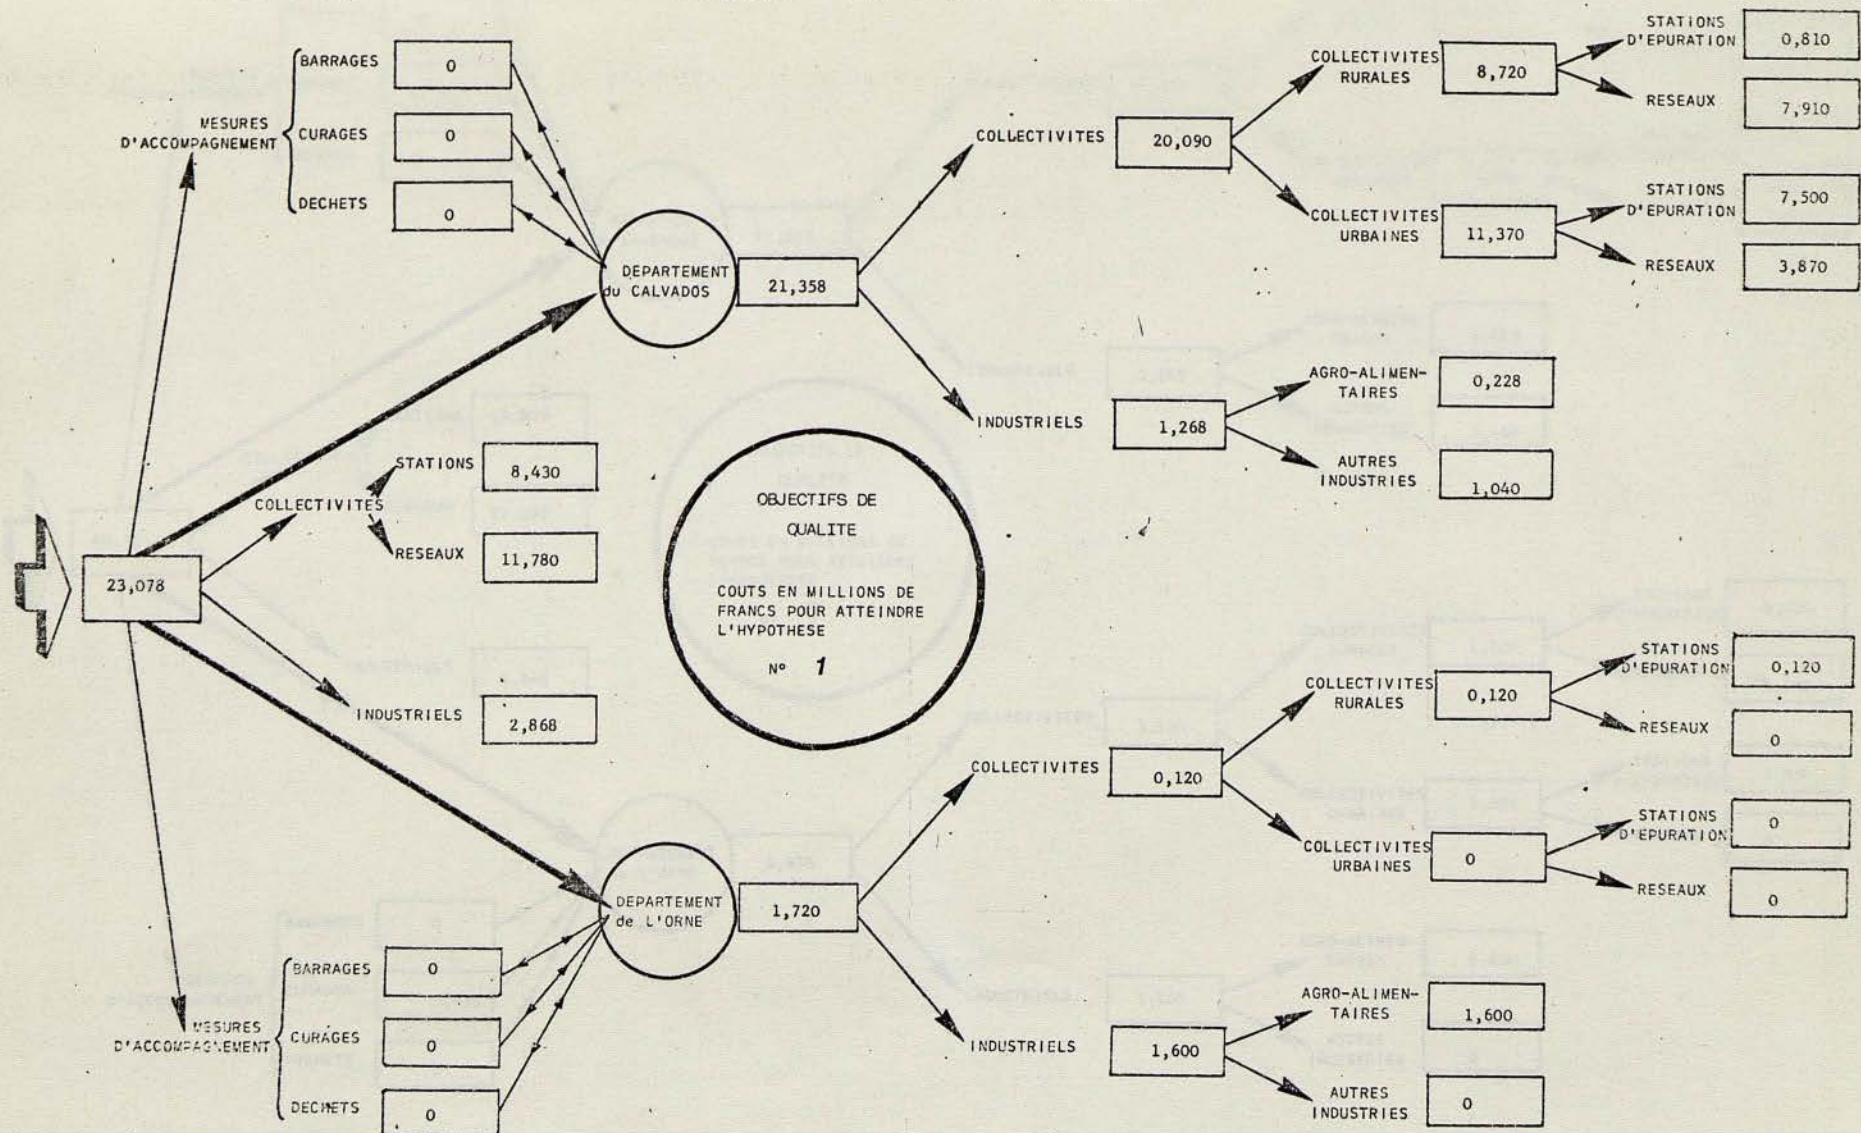 MESURES
D'ACCOMPAGNEMENT
BARRAGES
0
CURAGES
0
DECHETS
0
DEPARTEMENT
du CALVADOS
21,358
COLLECTIVITES
20,090
COLLECTIVITES
RURALES
8,720
STATIONS
D'EPURATION
0,810
RESEAUX
7,910
COLLECTIVITES
URBAINES
11,370
STATIONS
D'EPURATION
7,500
RESEAUX
3,870
INDUSTRIELS
1,268
AGRO-ALIMEN-
TAIRES
0,228
AUTRES
INDUSTRIES
1,040
23,078
COLLECTIVITES
STATIONS
8,430
RESEAUX
11,780
INDUSTRIELS
2,868
OBJECTIFS DE
QUALITE
COUTS EN MILLIONS DE
FRANCS POUR ATTEINDRE
L'HYPOTHESE
N° 1
DEPARTEMENT
de L'ORNE
1,720
COLLECTIVITES
0,120
COLLECTIVITES
RURALES
0,120
STATIONS
D'EPURATION
0,120
RESEAUX
0
COLLECTIVITES
URBAINES
0
STATIONS
D'EPURATION
0
RESEAUX
0
INDUSTRIELS
1,600
AGRO-ALIMEN-
TAIRES
1,600
AUTRES
INDUSTRIES
0
MESURES
D'ACCOMPAGNEMENT
BARRAGES
0
CURAGES
0
DECHETS
0